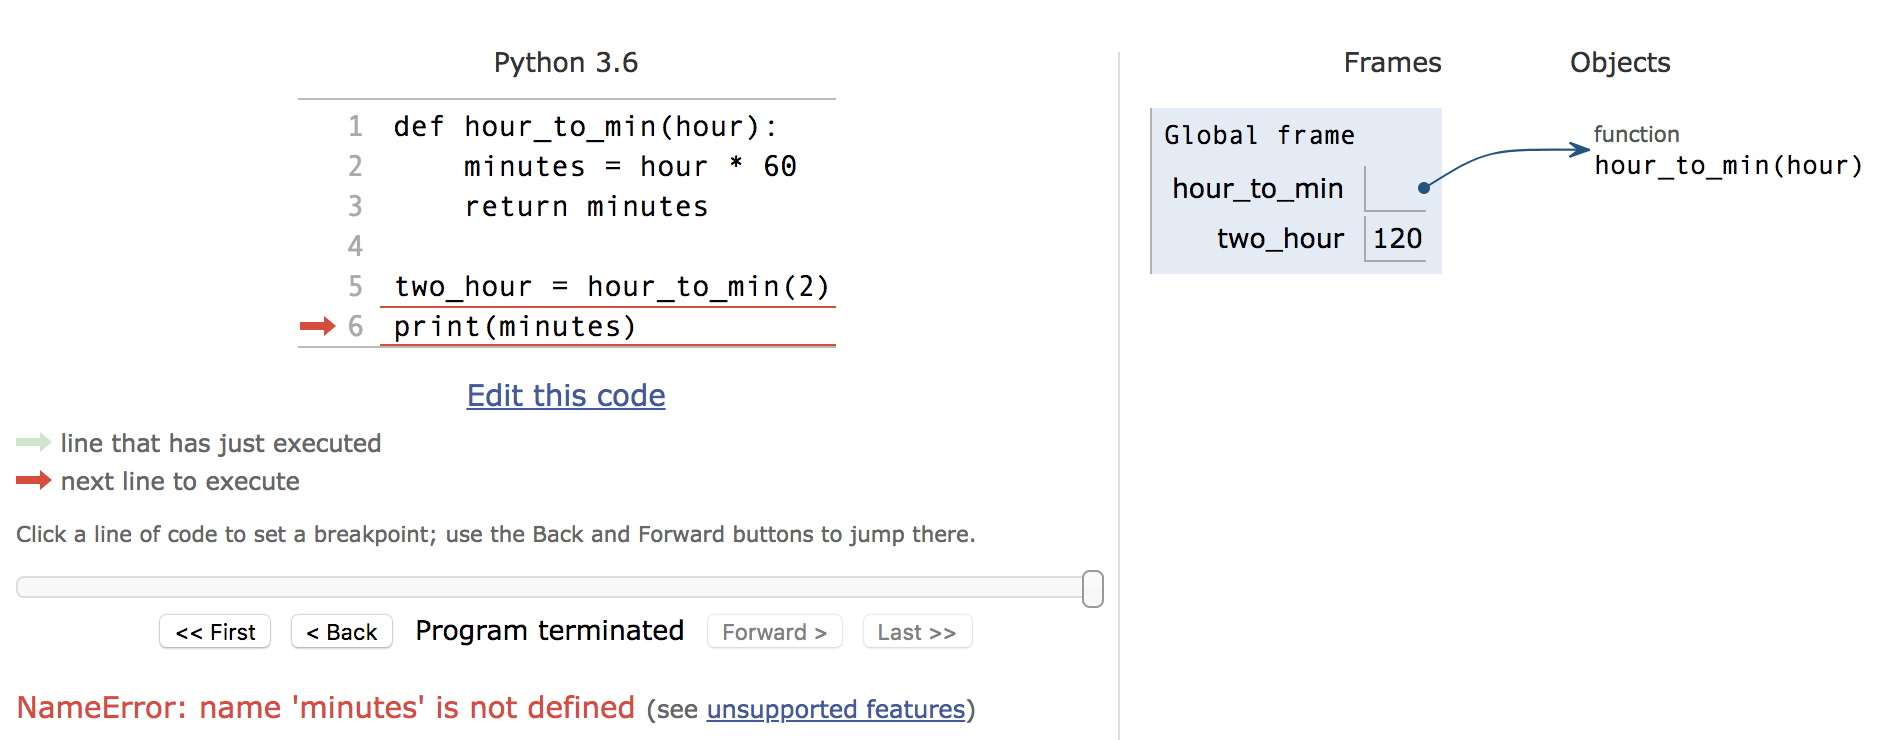 Python 3.6
1 def hour_to_min(hour):
2     minutes = hour * 60
3     return minutes
4
5 two_hour = hour_to_min(2)
6 print(minutes)
Edit this code
line that has just executed
next line to execute
Click a line of code to set a breakpoint; use the Back and Forward buttons to jump there.
<< First < Back Program terminated Forward > Last >>
NameError: name 'minutes' is not defined (see unsupported features)
Frames Objects
Global frame
hour_to_min
two_hour 120
function
hour_to_min(hour)